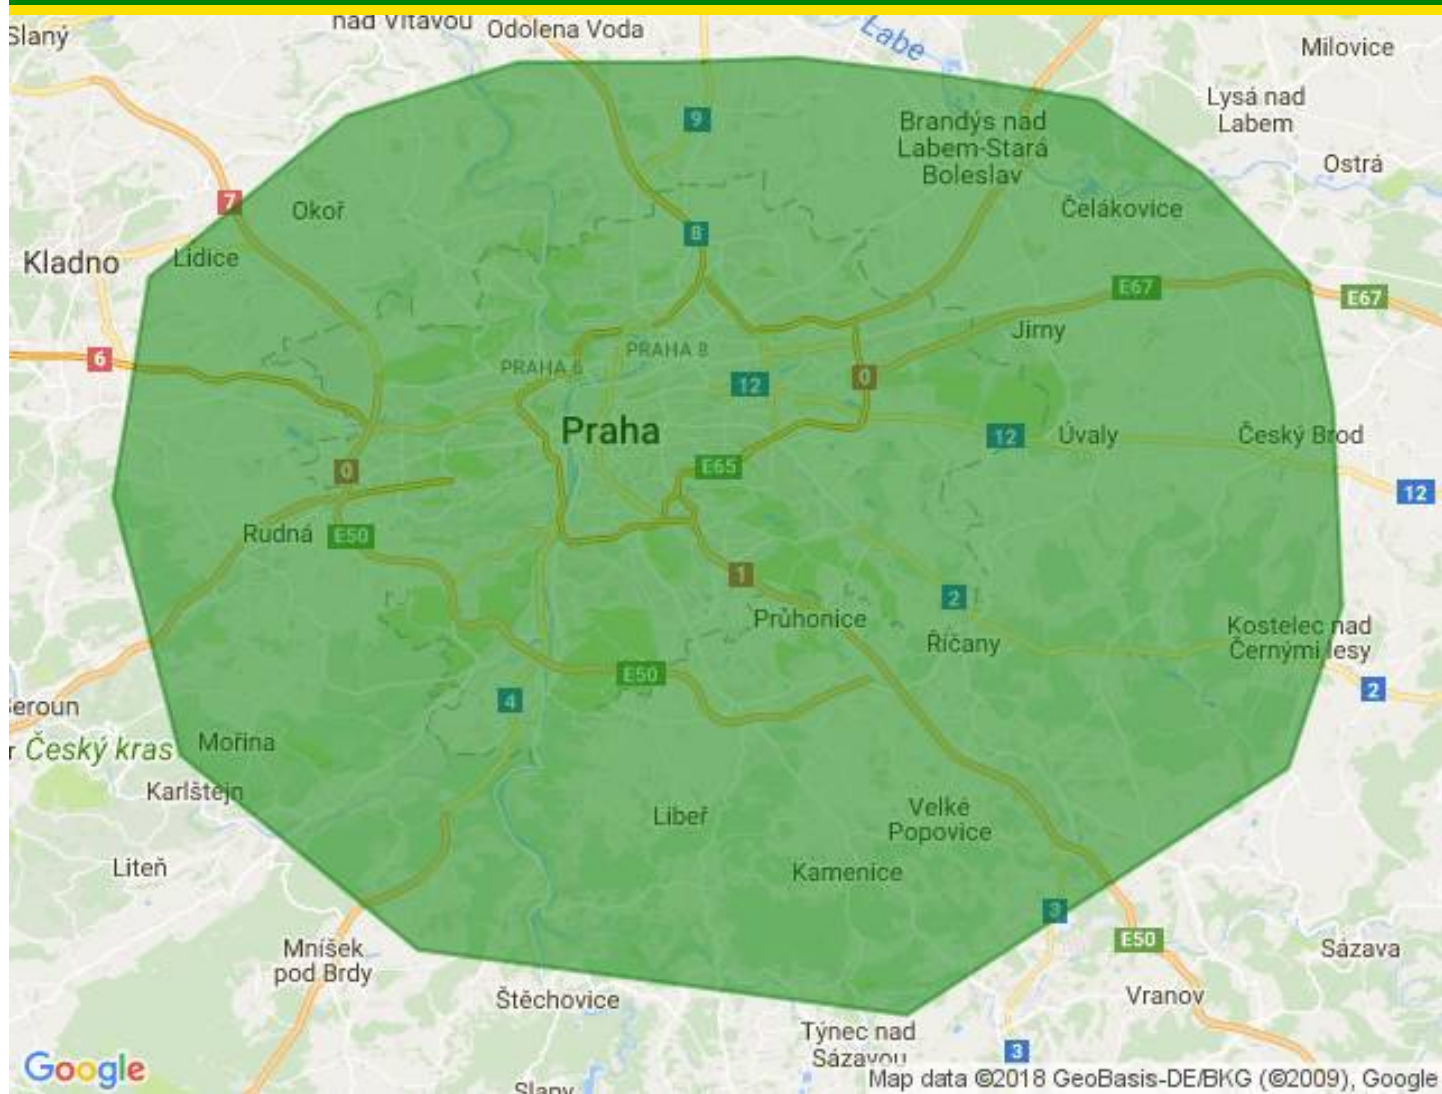 Slaný
nad Vltavou
Odolena Voda
Labe
Milovice
Lysá nad
Labem
9
Brandýs nad
Labem-Stará
Boleslav
Ostrá
7
Okoř
Čelákovice
8
Kladno
Lidice
E67
E67
Jirny
6
PRAHA 8
PRAHA 6
12
0
Praha
12
Úvaly
Český Brod
0
E65
12
Rudná
E50
1
2
Průhonice
Říčany
Kostelec nad
Černými lesy
E50
4
2
Beroun
Český kras
Mořina
Karlštejn
Libeř
Velké
Popovice
Liteň
Kamenice
3
E50
Mníšek
pod Brdy
Sázava
Štěchovice
Vranov
Týnec nad
Sázavou
3
Google
Slapy
Map data ©2018 GeoBasis-DE/BKG (©2009), Google